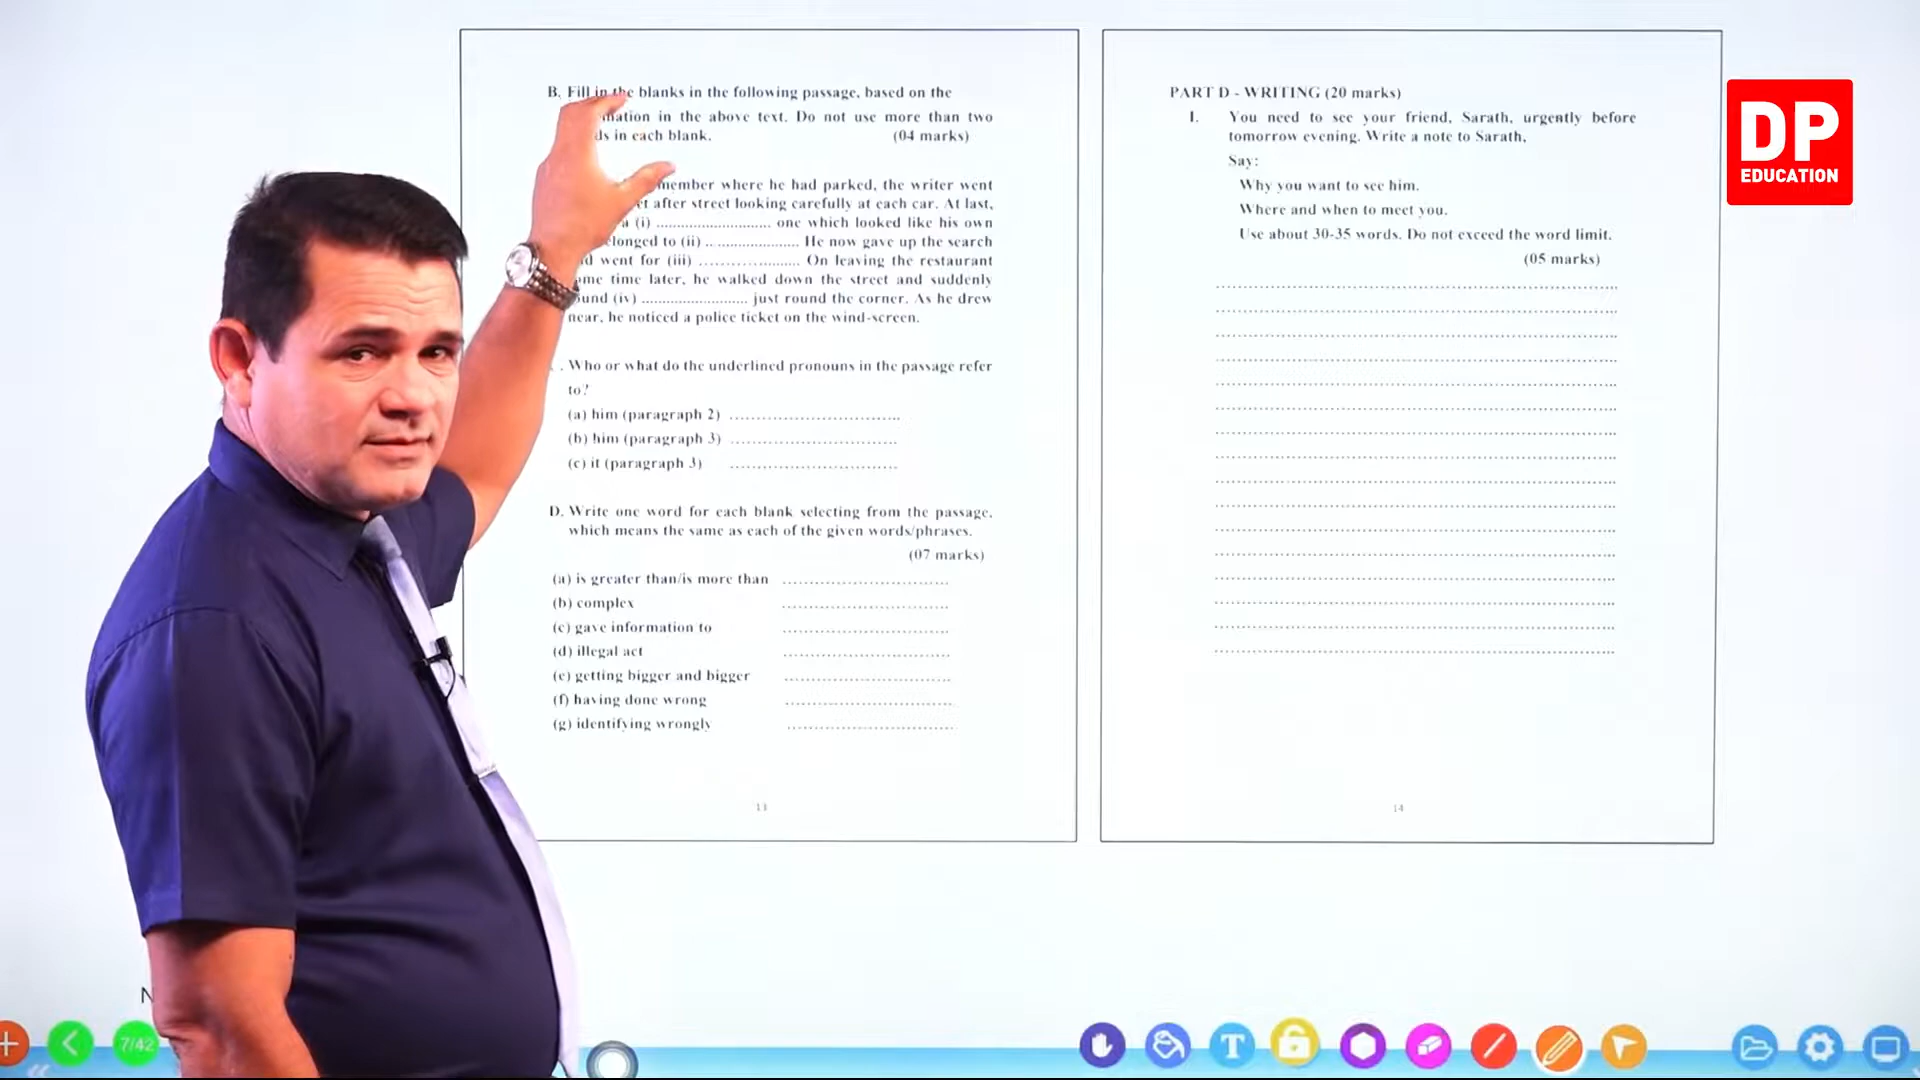 B. Fill in the blanks in the following passage, based on the
mation in the above text. Do not use more than two
ds in each blank. (04 marks)
member where he had parked, the writer went
et after street looking carefully at each car. At last,
a (i) .......................... one which looked like his own
elonged to (ii) ....................... He now gave up the search
d went for (iii) ....................... On leaving the restaurant
me time later, he walked down the street and suddenly
und (iv) ......................... just round the corner. As he drew
near, he noticed a police ticket on the wind-screen.
. Who or what do the underlined pronouns in the passage refer
to?
(a) him (paragraph 2) .......................................
(b) him (paragraph 3) .......................................
(c) it (paragraph 3) .......................................
D. Write one word for each blank selecting from the passage,
which means the same as each of the given words/phrases.
(07 marks)
(a) is greater than/is more than .......................................
(b) complex .......................................
(c) gave information to .......................................
(d) illegal act .......................................
(e) getting bigger and bigger .......................................
(f) having done wrong .......................................
(g) identifying wrongly .......................................
13
PART D - WRITING (20 marks)
1. You need to see your friend, Sarath, urgently before
tomorrow evening. Write a note to Sarath,
Say:
Why you want to see him.
Where and when to meet you.
Use about 30-35 words. Do not exceed the word limit.
(05 marks)
14
DP
EDUCATION
N
7/42
T